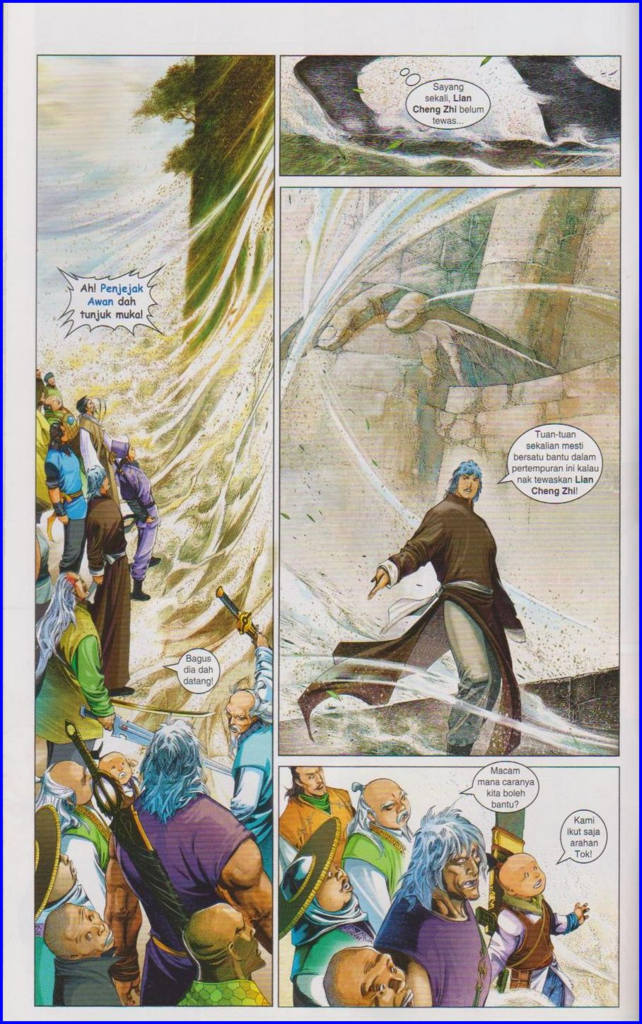 Ah! Penjejak
Awan dah
tunjuk muka!
Bagus
dia dah
datang!
Sayang
sekali, Lian
Cheng Zhi belum
tewas...
Tuan-tuan
sekalian mesti
bersatu bantu dalam
pertempuran ini kalau
nak tewaskan Lian
Cheng Zhi!
Macam
mana caranya
kita boleh
bantu?
Kami
ikut saja
arahan
Tok!